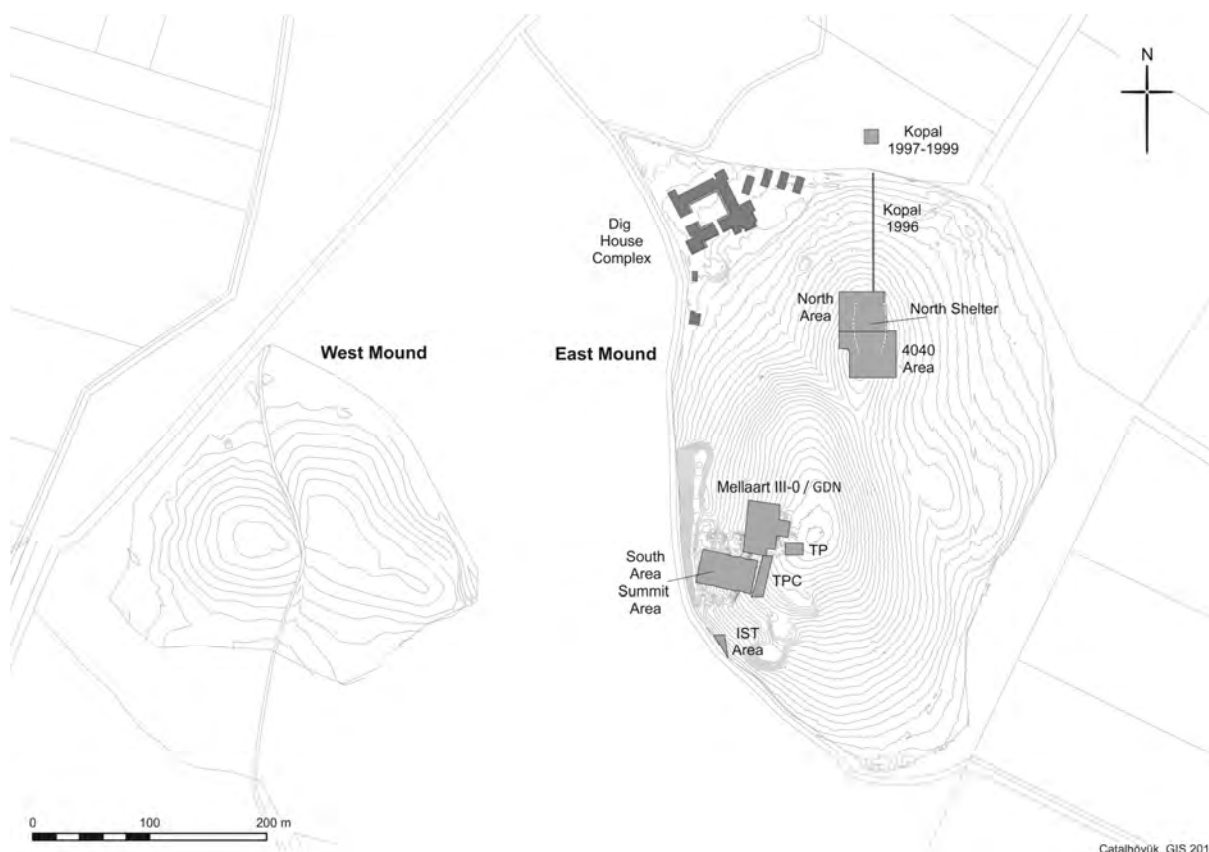 N
Kopal
1997-1999
Kopal
1996
Dig
House
Complex
North
Area
North Shelter
4040
Area
West Mound
East Mound
Mellaart III-0 / GDN
TP
South
Area
Summit
Area
TPC
IST
Area
0
100
200 m
Çatalhöyük GIS 201